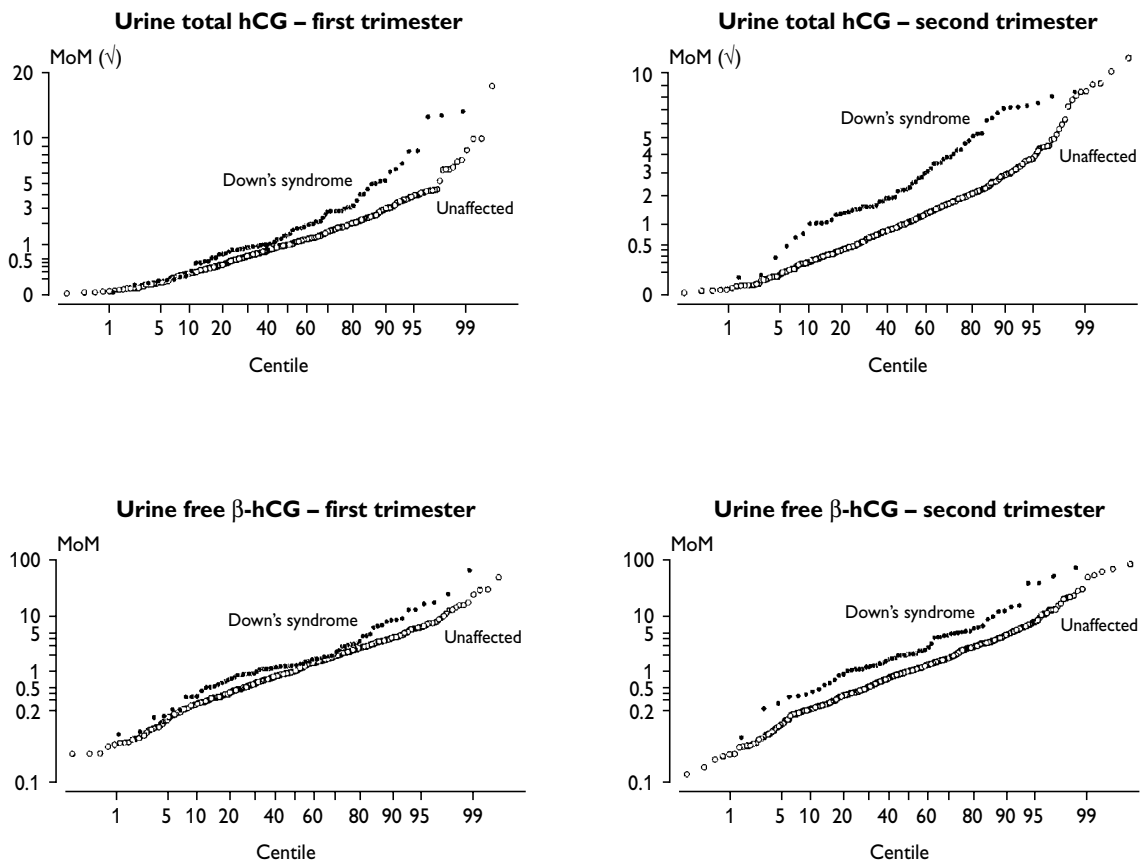 Urine total hCG – first trimester
MoM (√)
20
10
5
3
1
0.5
0
Down's syndrome
Unaffected
1 5 10 20 40 60 80 90 95 99
Centile
Urine total hCG – second trimester
MoM (√)
10
5
4
3
2
1
0.5
0
Down's syndrome
Unaffected
1 5 10 20 40 60 80 90 95 99
Centile
Urine free β-hCG – first trimester
MoM
100
10
5
1
0.5
0.2
0.1
Down's syndrome
Unaffected
1 5 10 20 40 60 80 90 95 99
Centile
Urine free β-hCG – second trimester
MoM
100
10
5
1
0.5
0.2
0.1
Down's syndrome
Unaffected
1 5 10 20 40 60 80 90 95 99
Centile